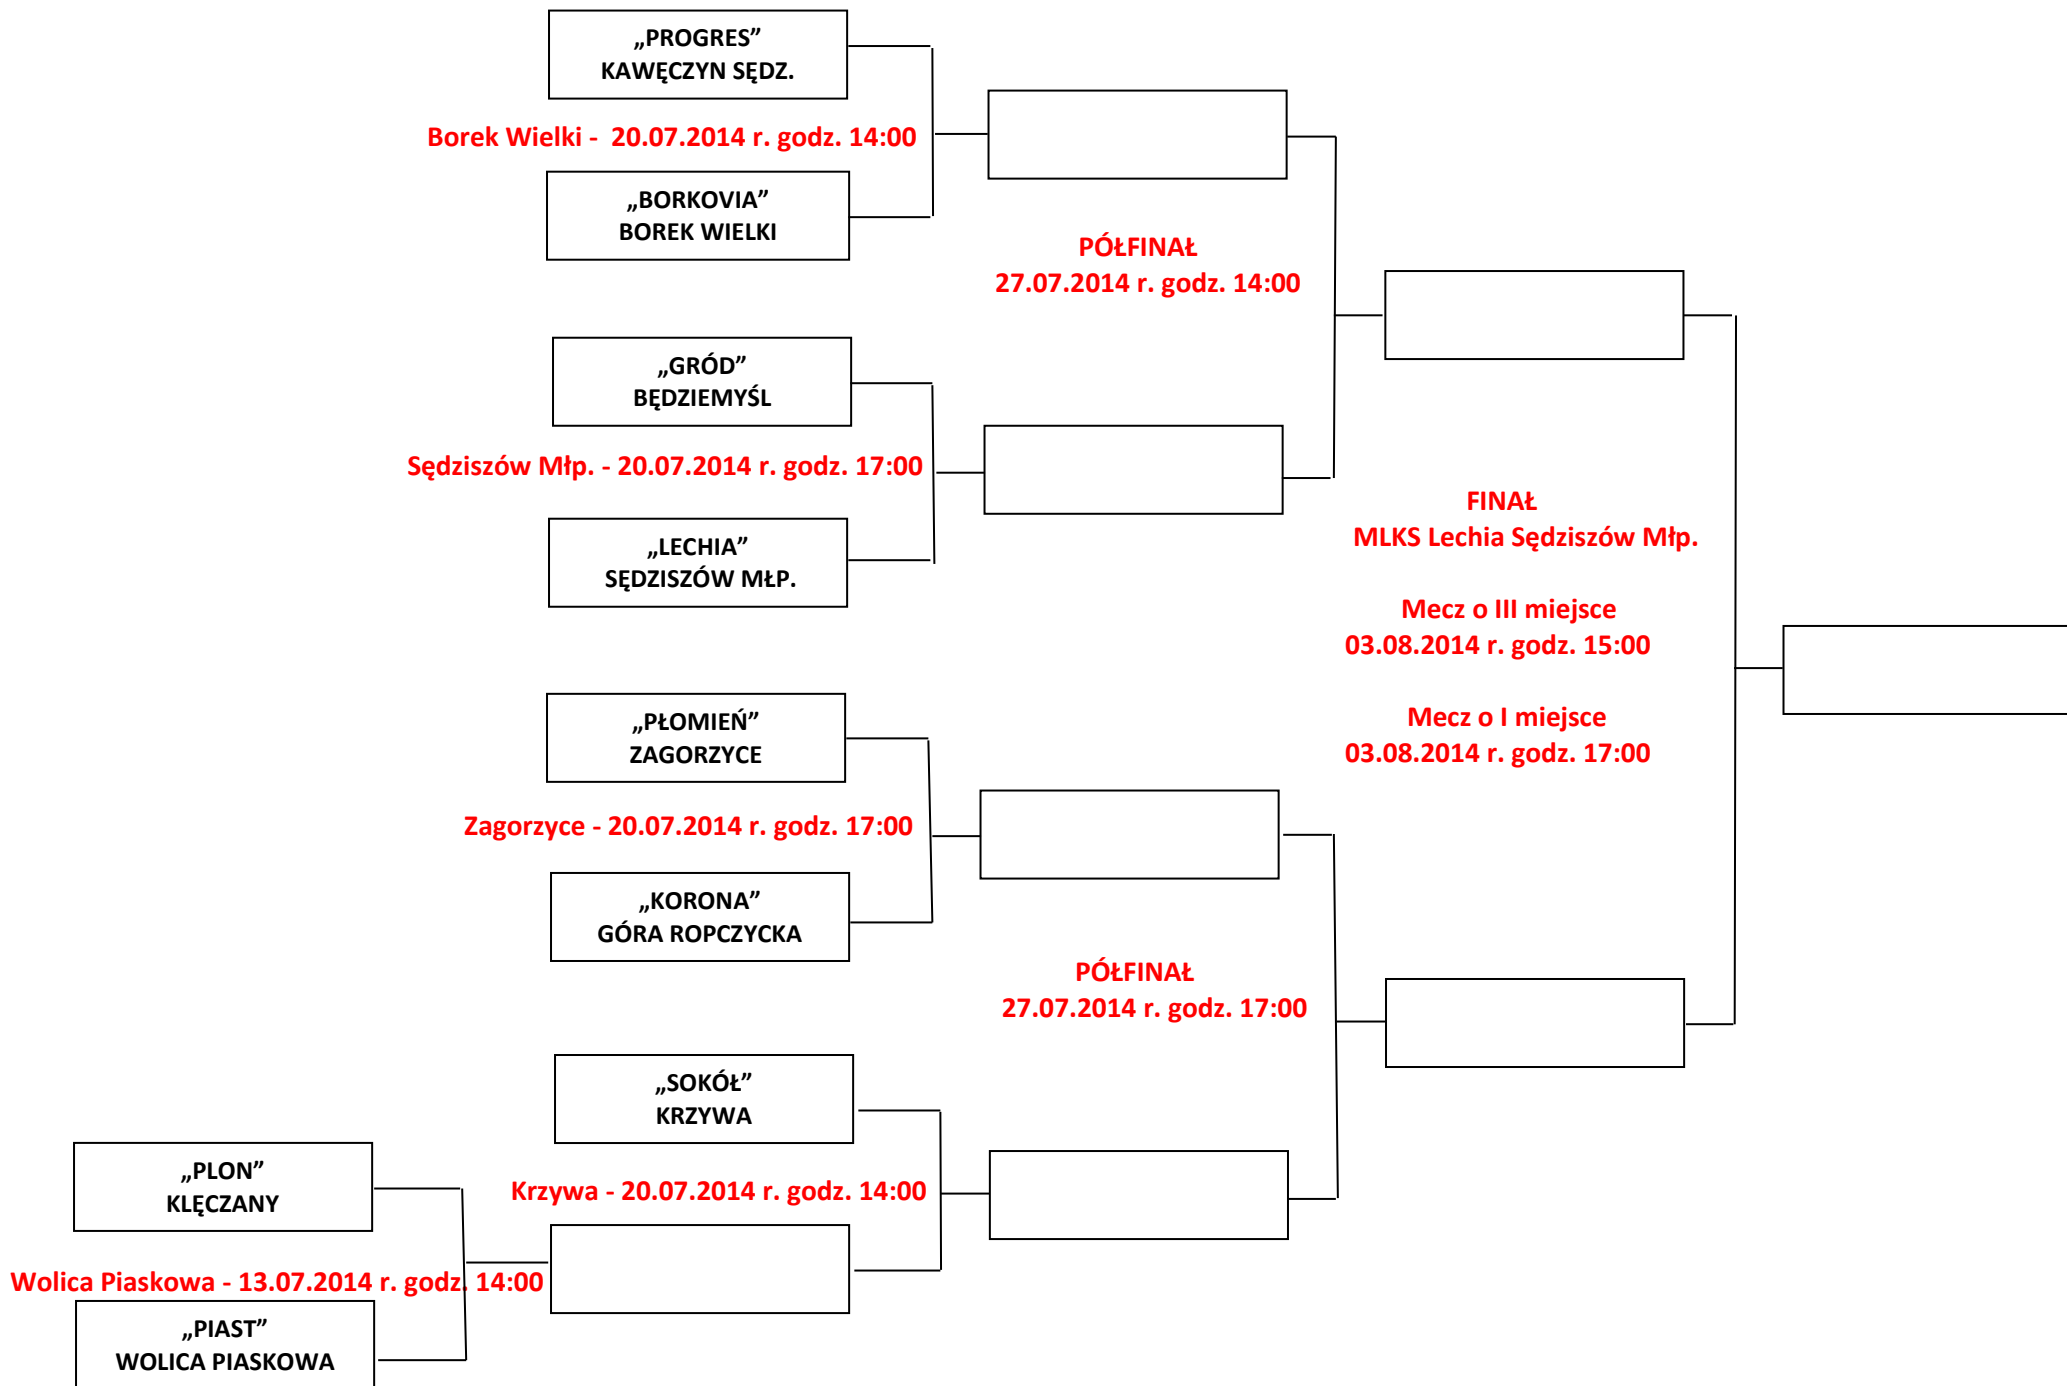 „PROGRES”
KAWĘCZYN SĘDZ.
Borek Wielki - 20.07.2014 r. godz. 14:00
„BORKOVIA”
BOREK WIELKI
PÓŁFINAŁ
27.07.2014 r. godz. 14:00
„GRÓD”
BĘDZIEMYŚL
Sędziszów Młp. - 20.07.2014 r. godz. 17:00
„LECHIA”
SĘDZISZÓW MŁP.
FINAŁ
MLKS Lechia Sędziszów Młp.
Mecz o III miejsce
03.08.2014 r. godz. 15:00
Mecz o I miejsce
03.08.2014 r. godz. 17:00
„PŁOMIEŃ”
ZAGORZYCE
Zagorzyce - 20.07.2014 r. godz. 17:00
„KORONA”
GÓRA ROPCZYCKA
PÓŁFINAŁ
27.07.2014 r. godz. 17:00
„SOKÓŁ”
KRZYWA
Krzywa - 20.07.2014 r. godz. 14:00
„PLON”
KLĘCZANY
Wolica Piaskowa - 13.07.2014 r. godz. 14:00
„PIAST”
WOLICA PIASKOWA